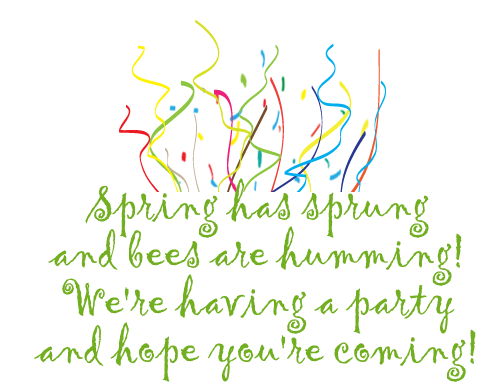 Spring has sprung
and bees are humming!
We're having a party
and hope you're coming!